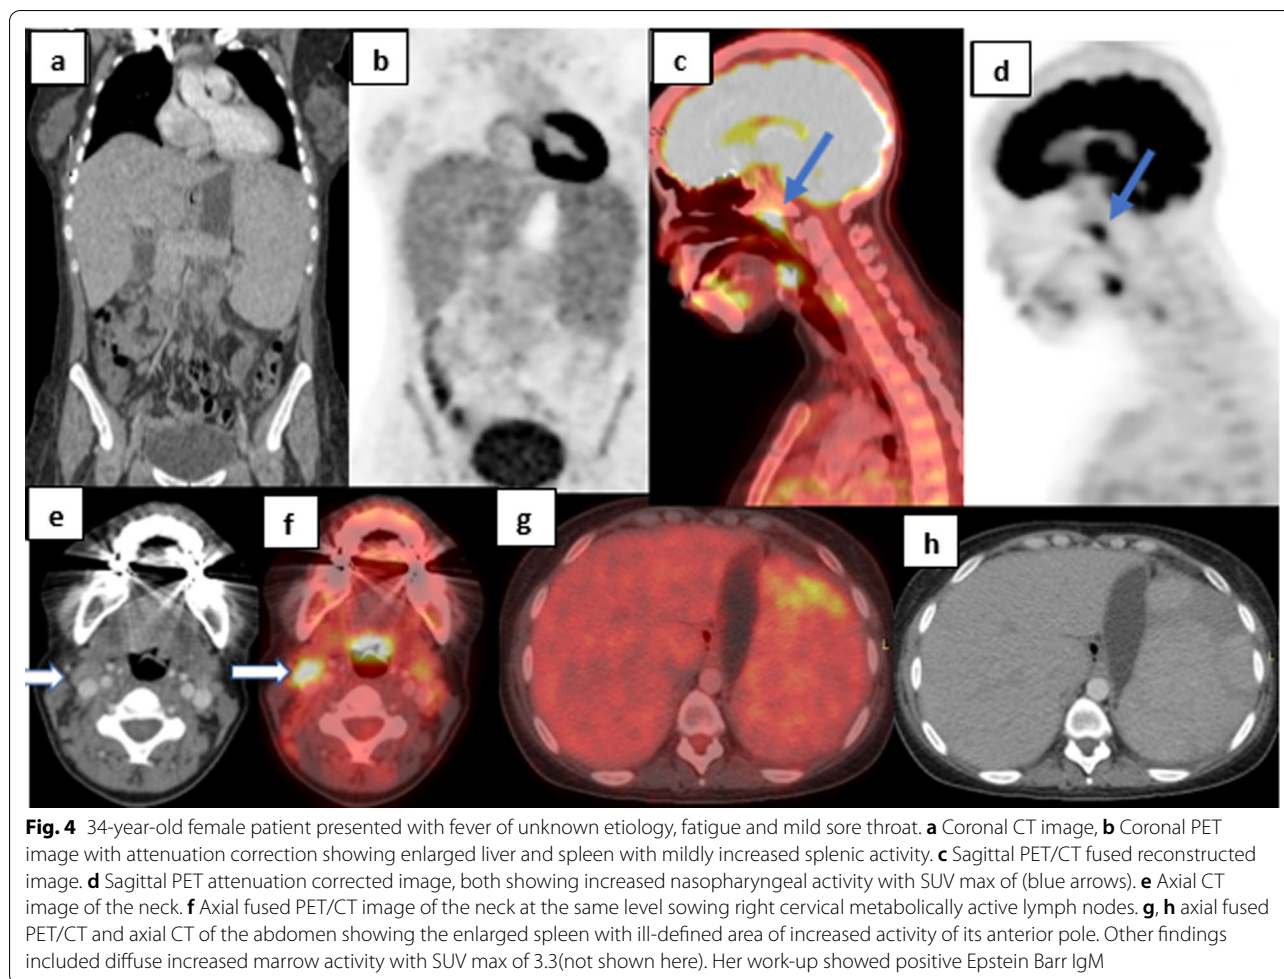 a
b
c
d
e
f
g
h
L
L
Fig. 4 34-year-old female patient presented with fever of unknown etiology, fatigue and mild sore throat. a Coronal CT image, b Coronal PET
image with attenuation correction showing enlarged liver and spleen with mildly increased splenic activity. c Sagittal PET/CT fused reconstructed
image. d Sagittal PET attenuation corrected image, both showing increased nasopharyngeal activity with SUV max of (blue arrows). e Axial CT
image of the neck. f Axial fused PET/CT image of the neck at the same level sowing right cervical metabolically active lymph nodes. g, h axial fused
PET/CT and axial CT of the abdomen showing the enlarged spleen with ill-defined area of increased activity of its anterior pole. Other findings
included diffuse increased marrow activity with SUV max of 3.3(not shown here). Her work-up showed positive Epstein Barr IgM